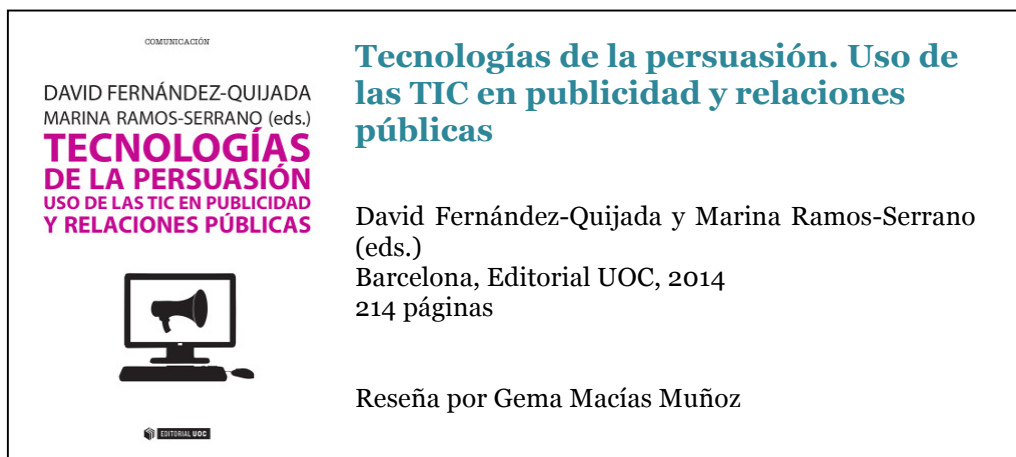 COMUNICACIÓN
DAVID FERNÁNDEZ-QUIJADA
MARINA RAMOS-SERRANO (eds.)
TECNOLOGÍAS
DE LA PERSUASIÓN
USO DE LAS TIC EN PUBLICIDAD
Y RELACIONES PÚBLICAS
EDITORIAL UOC
Tecnologías de la persuasión. Uso de
las TIC en publicidad y relaciones
públicas
David Fernández-Quijada y Marina Ramos-Serrano
(eds.)
Barcelona, Editorial UOC, 2014
214 páginas
Reseña por Gema Macías Muñoz